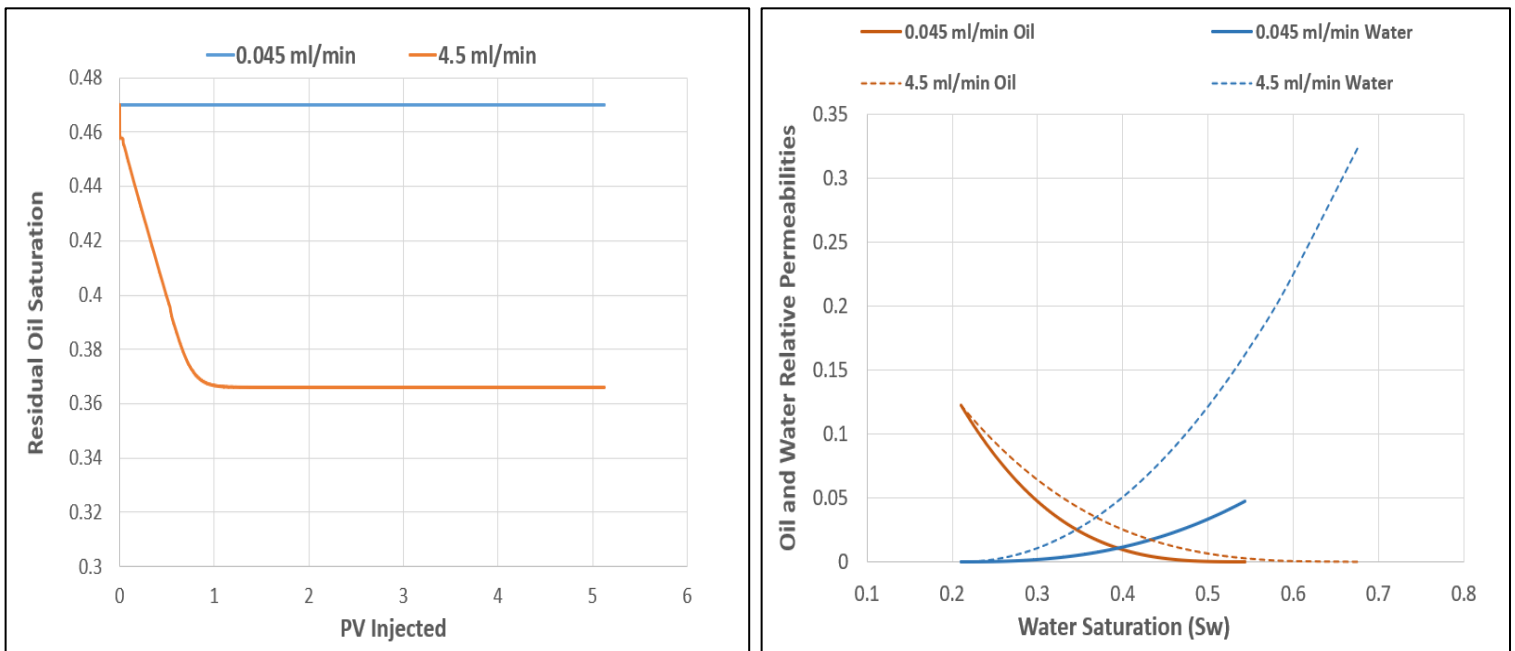 0.045 ml/min 4.5 ml/min
0.48
0.46
0.44
0.42
0.4
0.38
0.36
0.34
0.32
0.3
Residual Oil Saturation
0 1 2 3 4 5 6
PV Injected
0.045 ml/min Oil 0.045 ml/min Water
4.5 ml/min Oil 4.5 ml/min Water
0.35
0.3
0.25
0.2
0.15
0.1
0.05
0
Oil and Water Relative Permeabilities
0.1 0.2 0.3 0.4 0.5 0.6 0.7 0.8
Water Saturation (Sw)